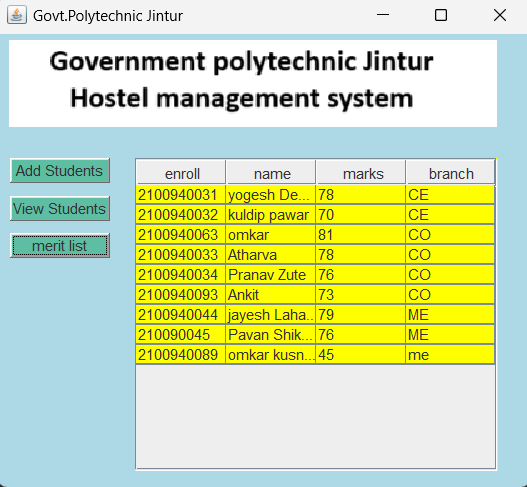 Govt.Polytechnic Jintur
Government polytechnic Jintur
Hostel management system
Add Students
View Students
merit list
enroll name marks branch
2100940031 yogesh De... 78 CE
2100940032 kuldip pawar 70 CE
2100940063 omkar 81 CO
2100940033 Atharva 78 CO
2100940034 Pranav Zute 76 CO
2100940093 Ankit 73 CO
2100940044 jayesh Laha... 79 ME
210090045 Pavan Shik... 76 ME
2100940089 omkar kusn... 45 me